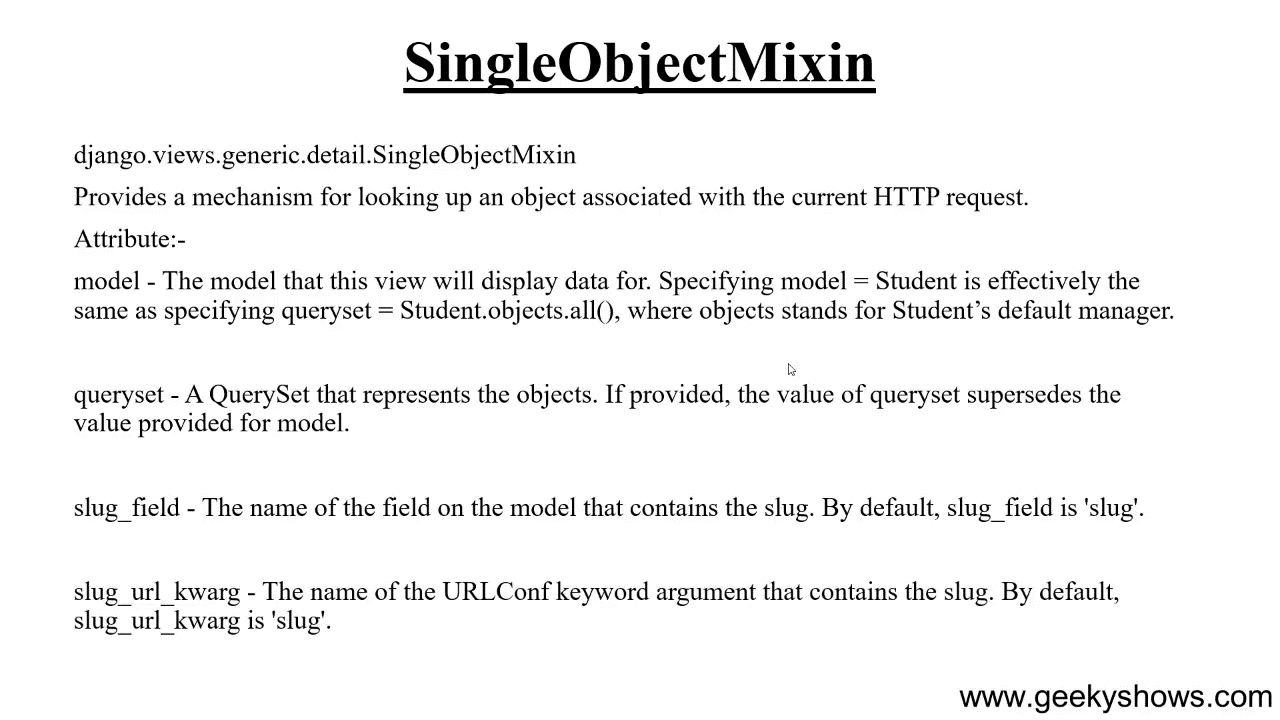 SingleObjectMixin
django.views.generic.detail.SingleObjectMixin
Provides a mechanism for looking up an object associated with the current HTTP request.
Attribute:-
model - The model that this view will display data for. Specifying model = Student is effectively the
same as specifying queryset = Student.objects.all(), where objects stands for Student’s default manager.
queryset - A QuerySet that represents the objects. If provided, the value of queryset supersedes the
value provided for model.
slug_field - The name of the field on the model that contains the slug. By default, slug_field is 'slug'.
slug_url_kwarg - The name of the URLConf keyword argument that contains the slug. By default,
slug_url_kwarg is 'slug'.
www.geekyshows.com